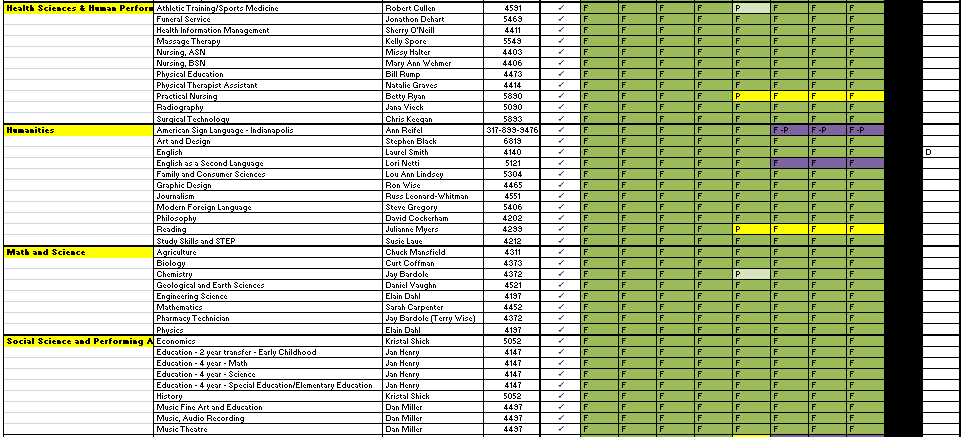 Health Sciences & Human Perform Athletic Training/Sports Medicine Robert Cullen 4591 ✓ F F F F P F F F
Funeral Service Jonathon Dehart 5469 ✓ F F F F F F F F
Health Information Management Sherry O'Neill 4411 ✓ F F F F F F F F
Massage Therapy Kelly Spore 5549 ✓ F F F F F F F F
Nursing, ASN Missy Halter 4403 ✓ F F F F F F F F
Nursing, BSN Mary Ann Wehmer 4406 ✓ F F F F F F F F
Physical Education Bill Rump 4473 ✓ F F F F F F F F
Physical Therapist Assistant Natalie Graves 4414 ✓ F F F F F F F F
Practical Nursing Betty Ryan 5890 ✓ F F F F P F F F
Radiography Jana Vieck 5090 ✓ F F F F F F F F
Surgical Technology Chris Keegan 5893 ✓ F F F F F F F F
Humanities American Sign Language - Indianapolis Ann Reifel 317-899-9476 ✓ F F F F F F -P F -P F -P
Art and Design Stephen Black 6819 ✓ F F F F F F F F
English Laurel Smith 4140 ✓ F F F F F F F F D
English as a Second Language Lori Netti 5121 ✓ F F F F F F F F
Family and Consumer Sciences Lou Ann Lindsey 5304 ✓ F F F F F F F F
Graphic Design Ron Wise 4465 ✓ F F F F F F F F
Journalism Russ Leonard-Whitman 4551 ✓ F F F F F F F F
Modern Foreign Language Steve Gregory 5406 ✓ F F F F F F F F
Philosophy David Cockerham 4202 ✓ F F F F F F F F
Reading Julianne Myers 4299 ✓ F F F F P F F F
Study Skills and STEP Susie Laue 4212 ✓ F F F F F F F F
Math and Science Agriculture Chuck Mansfield 4311 ✓ F F F F F F F F
Biology Curt Coffman 4373 ✓ F F F F F F F F
Chemistry Jay Bardole 4372 ✓ F F F F P F F F
Geological and Earth Sciences Daniel Vaughn 4521 ✓ F F F F F F F F
Engineering Science Elain Dahl 4197 ✓ F F F F F F F F
Mathematics Sarah Carpenter 4452 ✓ F F F F F F F F
Pharmacy Technician Jay Bardole (Terry Wise) 4372 ✓ F F F F F F F F
Physics Elain Dahl 4197 ✓ F F F F F F F F
Social Science and Performing A Economics Kristal Shick 5052 ✓ F F F F F F F F
Education - 2 year transfer - Early Childhood Jan Henry 4147 ✓ F F F F F F F F
Education - 4 year - Math Jan Henry 4147 ✓ F F F F F F F F
Education - 4 year - Science Jan Henry 4147 ✓ F F F F F F F F
Education - 4 year - Special Education/Elementary Education Jan Henry 4147 ✓ F F F F F F F F
History Kristal Shick 5052 ✓ F F F F F F F F
Music Fine Art and Education Dan Miller 4497 ✓ F F F F F F F F
Music, Audio Recording Dan Miller 4497 ✓ F F F F F F F F
Music Theatre Dan Miller 4497 ✓ F F F F F F F F